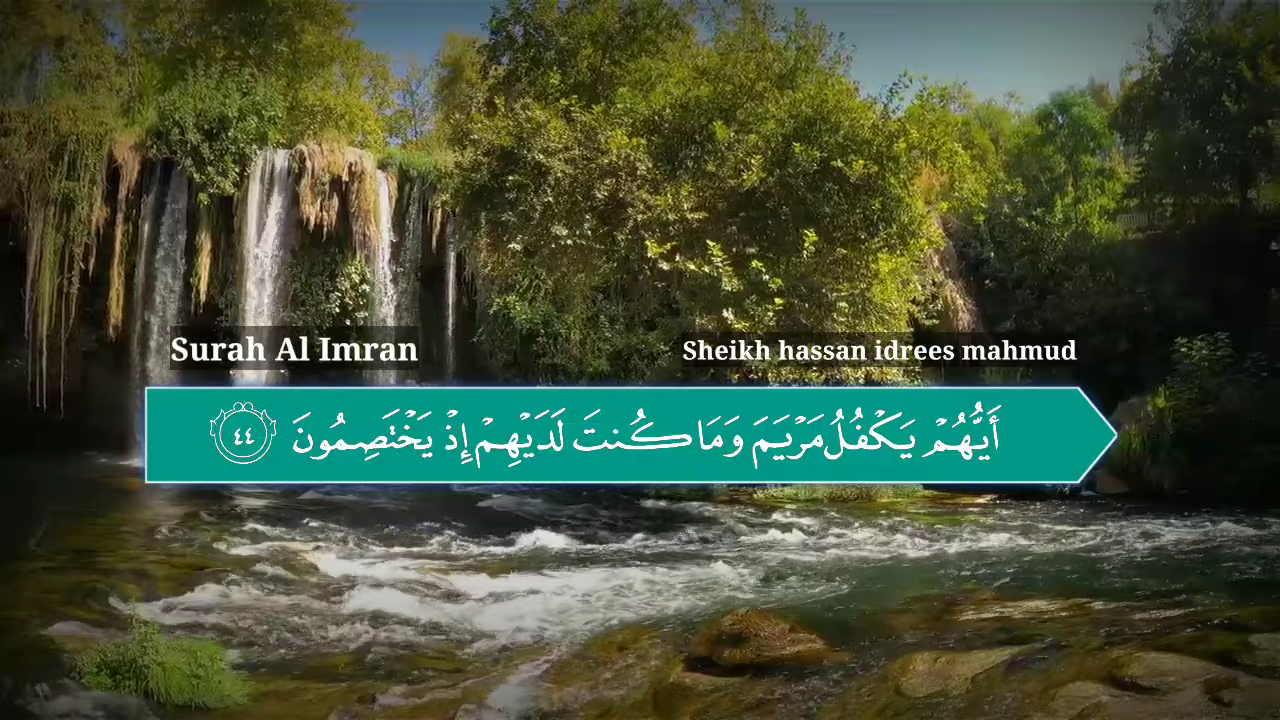 Surah Al Imran
Sheikh hassan idrees mahmud
أَيُّهُمْ يَكْفُلُ مَرْيَمَ وَمَا كُنتَ لَدَيْهِمْ إِذْ يَخْتَصِمُونَ ٤٤